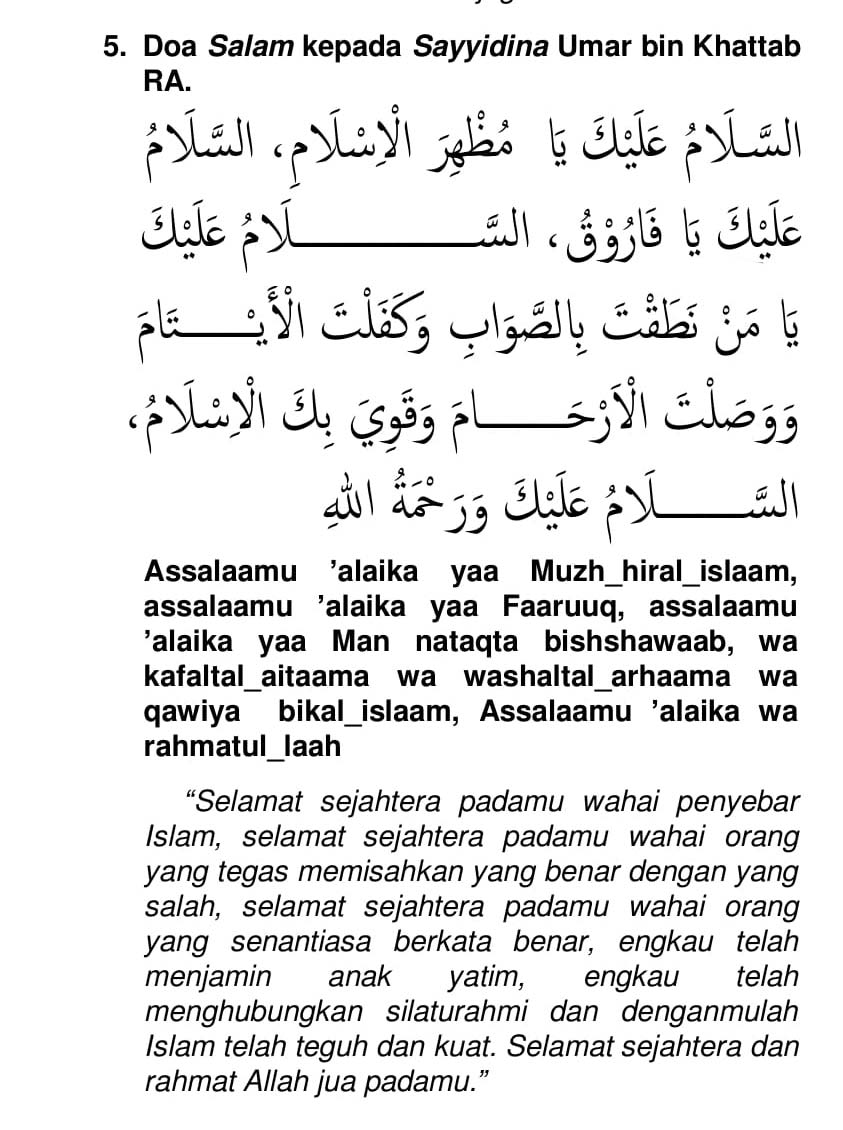 5. Doa Salam kepada Sayyidina Umar bin Khattab
RA.
السَّلَامُ عَلَيْكَ يَا مُظْهِرَ الْإِسْلَامِ، السَّلَامُ
عَلَيْكَ يَا فَارُوْقُ، السَّـــــــــــلَامُ عَلَيْكَ
يَا مَنْ نَطَقْتَ بِالصَّوَابِ وَكَفَلْتَ الْأَيْـــتَامَ
وَوَصَلْتَ الْأَرْحَـــــامَ وَقَوِيَ بِكَ الْإِسْلَامُ،
السَّـــــلَامُ عَلَيْكَ وَرَحْمَةُ اللهِ
Assalaamu ’alaika yaa Muzh_hiral_islaam,
assalaamu ’alaika yaa Faaruuq, assalaamu
’alaika yaa Man nataqta bishshawaab, wa
kafaltal_aitaama wa washaltal_arhaama wa
qawiya bikal_islaam, Assalaamu ’alaika wa
rahmatul_laah
“Selamat sejahtera padamu wahai penyebar
Islam, selamat sejahtera padamu wahai orang
yang tegas memisahkan yang benar dengan yang
salah, selamat sejahtera padamu wahai orang
yang senantiasa berkata benar, engkau telah
menjamin anak yatim, engkau telah
menghubungkan silaturahmi dan denganmulah
Islam telah teguh dan kuat. Selamat sejahtera dan
rahmat Allah jua padamu.”